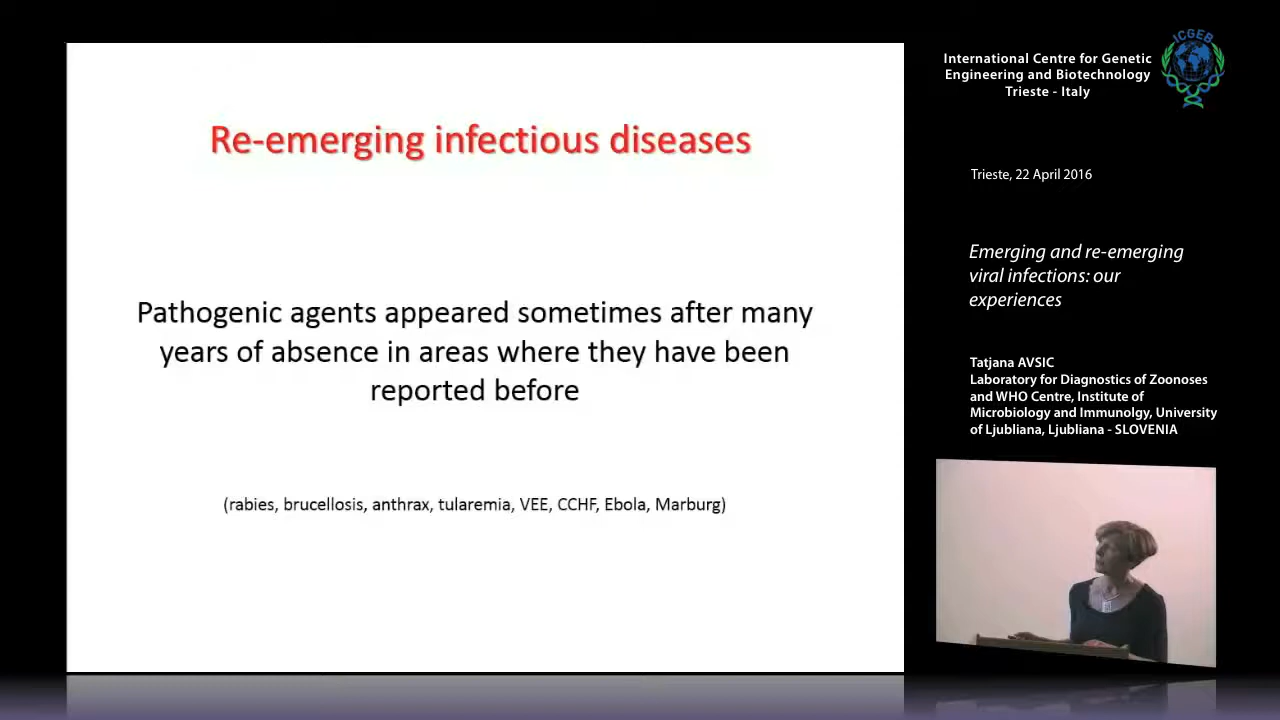 Re-emerging infectious diseases
Pathogenic agents appeared sometimes after many
years of absence in areas where they have been
reported before
(rabies, brucellosis, anthrax, tularemia, VEE, CCHF, Ebola, Marburg)
International Centre for Genetic
Engineering and Biotechnology
Trieste - Italy
ICGEB
Trieste, 22 April 2016
Emerging and re-emerging
viral infections: our
experiences
Tatjana AVSIC
Laboratory for Diagnostics of Zoonoses
and WHO Centre, Institute of
Microbiology and Immunolgy, University
of Ljubliana, Ljubliana - SLOVENIA